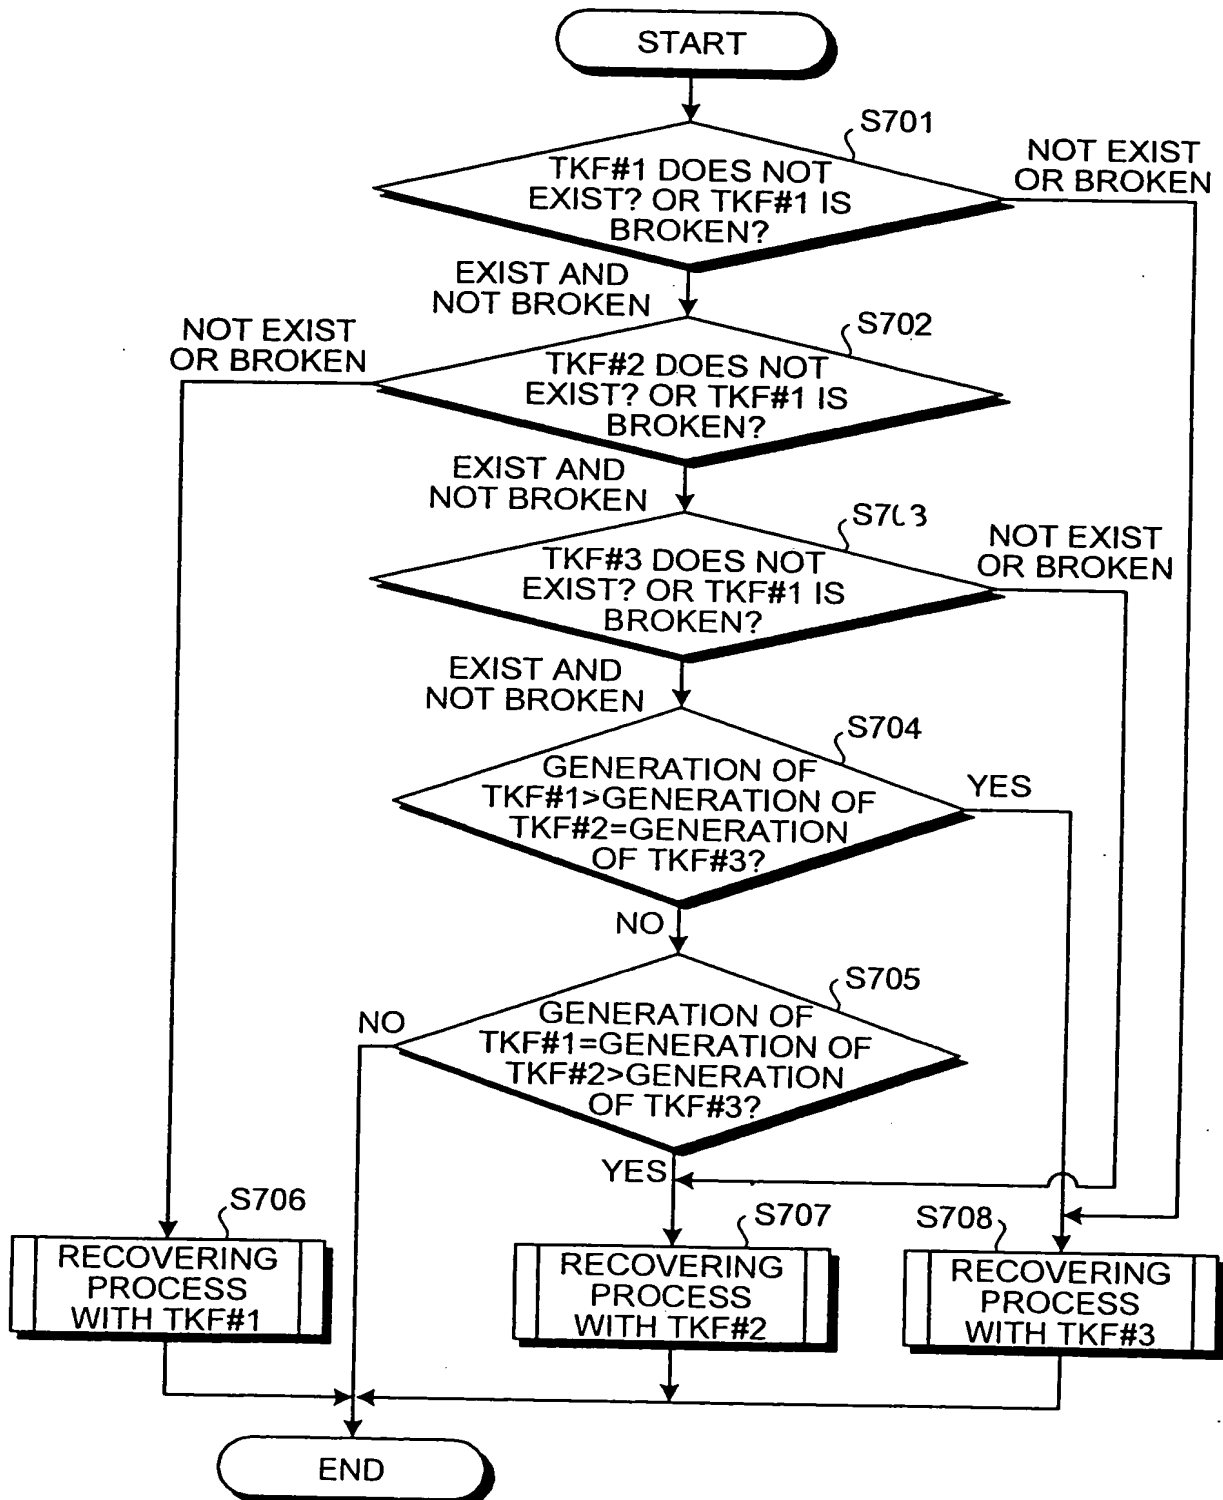 START
S701
TKF#1 DOES NOT
EXIST? OR TKF#1 IS
BROKEN?
NOT EXIST
OR BROKEN
EXIST AND
NOT BROKEN
S702
NOT EXIST
OR BROKEN
TKF#2 DOES NOT
EXIST? OR TKF#1 IS
BROKEN?
EXIST AND
NOT BROKEN
S703
NOT EXIST
OR BROKEN
TKF#3 DOES NOT
EXIST? OR TKF#1 IS
BROKEN?
EXIST AND
NOT BROKEN
S704
GENERATION OF
TKF#1>GENERATION OF
TKF#2=GENERATION
OF TKF#3?
YES
NO
S705
NO
GENERATION OF
TKF#1=GENERATION OF
TKF#2>GENERATION
OF TKF#3?
YES
S706
RECOVERING
PROCESS
WITH TKF#1
S707
RECOVERING
PROCESS
WITH TKF#2
S708
RECOVERING
PROCESS
WITH TKF#3
END